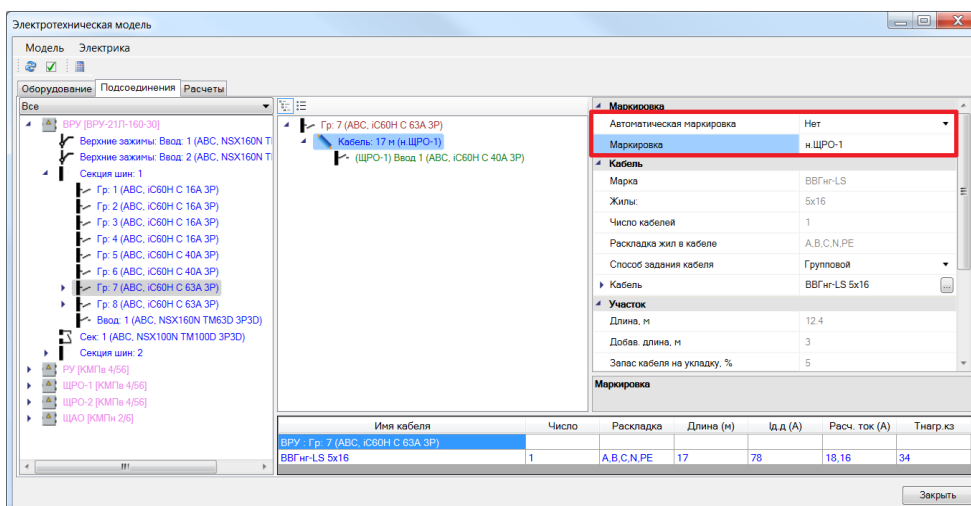 Электротехническая модель
Модель Электрика
Оборудование Подсоединения Расчеты
Все
ВРУ [ВРУ-21Л-160-30]
Верхние зажимы: Ввод: 1 (ABC, NSX160N T
Верхние зажимы: Ввод: 2 (ABC, NSX160N T
Секция шин: 1
Гр: 1 (ABC, iC60H C 16A 3P)
Гр: 2 (ABC, iC60H C 16A 3P)
Гр: 3 (ABC, iC60H C 16A 3P)
Гр: 4 (ABC, iC60H C 16A 3P)
Гр: 5 (ABC, iC60H C 40A 3P)
Гр: 6 (ABC, iC60H C 40A 3P)
Гр: 7 (ABC, iC60H C 63A 3P)
Гр: 8 (ABC, iC60H C 63A 3P)
Ввод: 1 (ABC, NSX160N TM63D 3P3D)
Сек: 1 (ABC, NSX100N TM100D 3P3D)
Секция шин: 2
РУ [КМПв 4/56]
ЩРО-1 [КМПв 4/56]
ЩРО-2 [КМПв 4/56]
ЩАО [КМПн 2/6]
Гр: 7 (ABC, iC60H C 63A 3P)
Кабель: 17 м (н.ЩРО-1)
(ЩРО-1) Ввод 1 (ABC, iC60H C 40A 3P)
Маркировка
Автоматическая маркировка Нет
Маркировка н.ЩРО-1
Кабель
Марка ВВГнг-LS
Жилы: 5x16
Число кабелей 1
Раскладка жил в кабеле A,B,C,N,PE
Способ задания кабеля Групповой
Кабель ВВГнг-LS 5x16 ...
Участок
Длина, м 12.4
Добав. длина, м 3
Запас кабеля на укладку, % 5
Маркировка
Имя кабеля Число Раскладка Длина (м) Iд.д (А) Расч. ток (А) Тнагр.кз
ВРУ : Гр: 7 (ABC, iC60H C 63A 3P)
ВВГнг-LS 5x16 1 A,B,C,N,PE 17 78 18,16 34
Закрыть